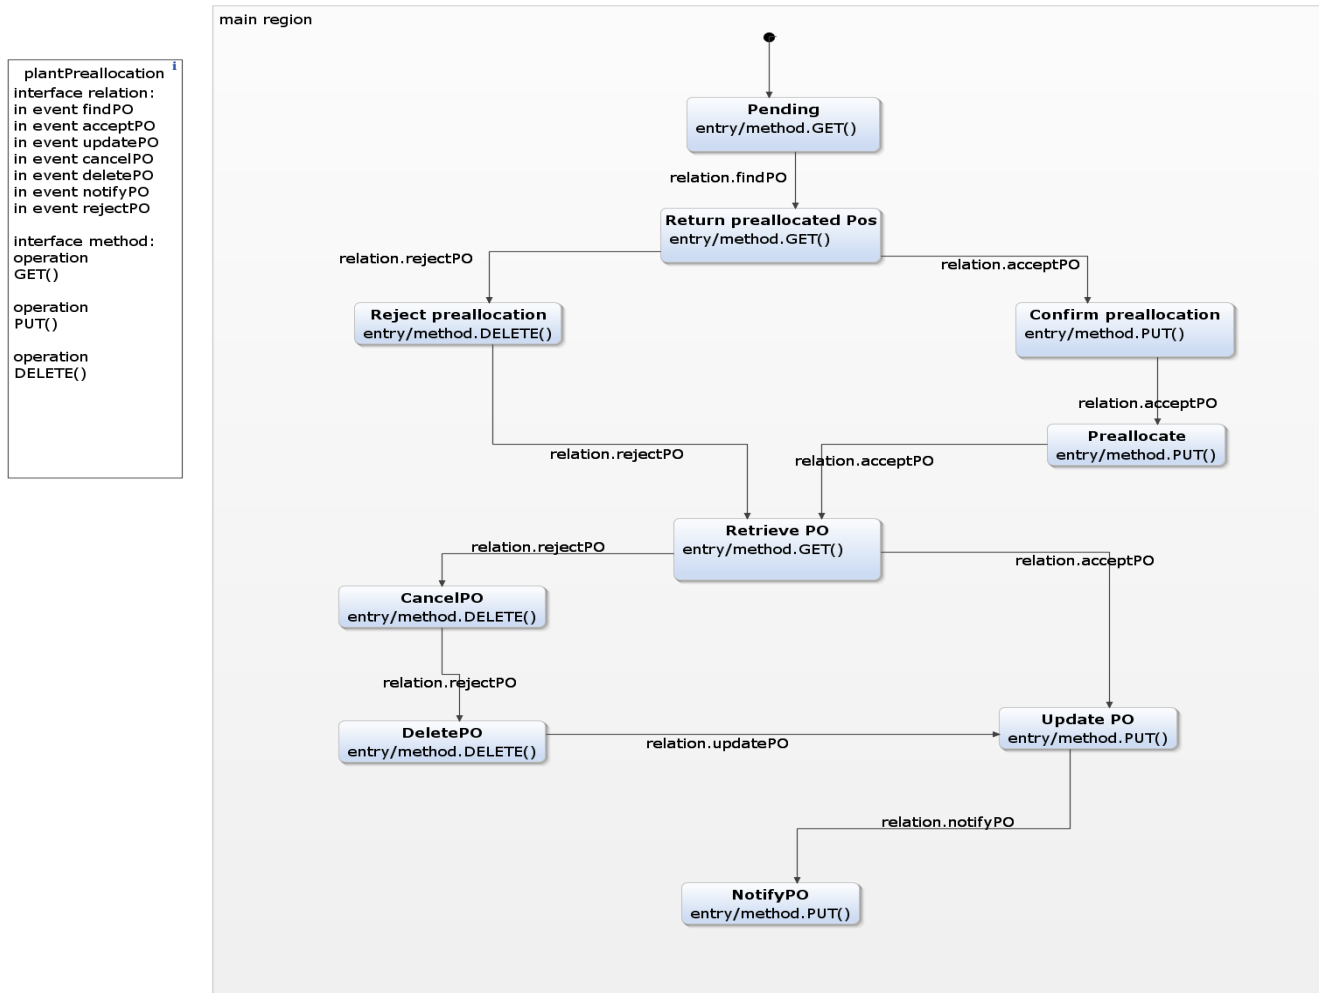 main region
plantPreallocation
i
interface relation:
in event findPO
in event acceptPO
in event updatePO
in event cancelPO
in event deletePO
in event notifyPO
in event rejectPO
interface method:
operation
GET()
operation
PUT()
operation
DELETE()
Pending
entry/method.GET()
relation.findPO
Return preallocated Pos
entry/method.GET()
relation.rejectPO
relation.acceptPO
Reject preallocation
entry/method.DELETE()
Confirm preallocation
entry/method.PUT()
relation.acceptPO
Preallocate
entry/method.PUT()
relation.rejectPO
relation.acceptPO
Retrieve PO
entry/method.GET()
relation.rejectPO
relation.acceptPO
CancelPO
entry/method.DELETE()
relation.rejectPO
DeletePO
entry/method.DELETE()
relation.updatePO
Update PO
entry/method.PUT()
relation.notifyPO
NotifyPO
entry/method.PUT()